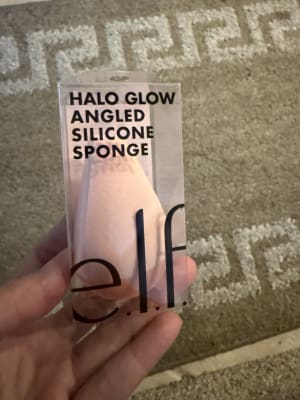 HALO GLOW
ANGLED
SILICONE
SPONGE
e.l.f.